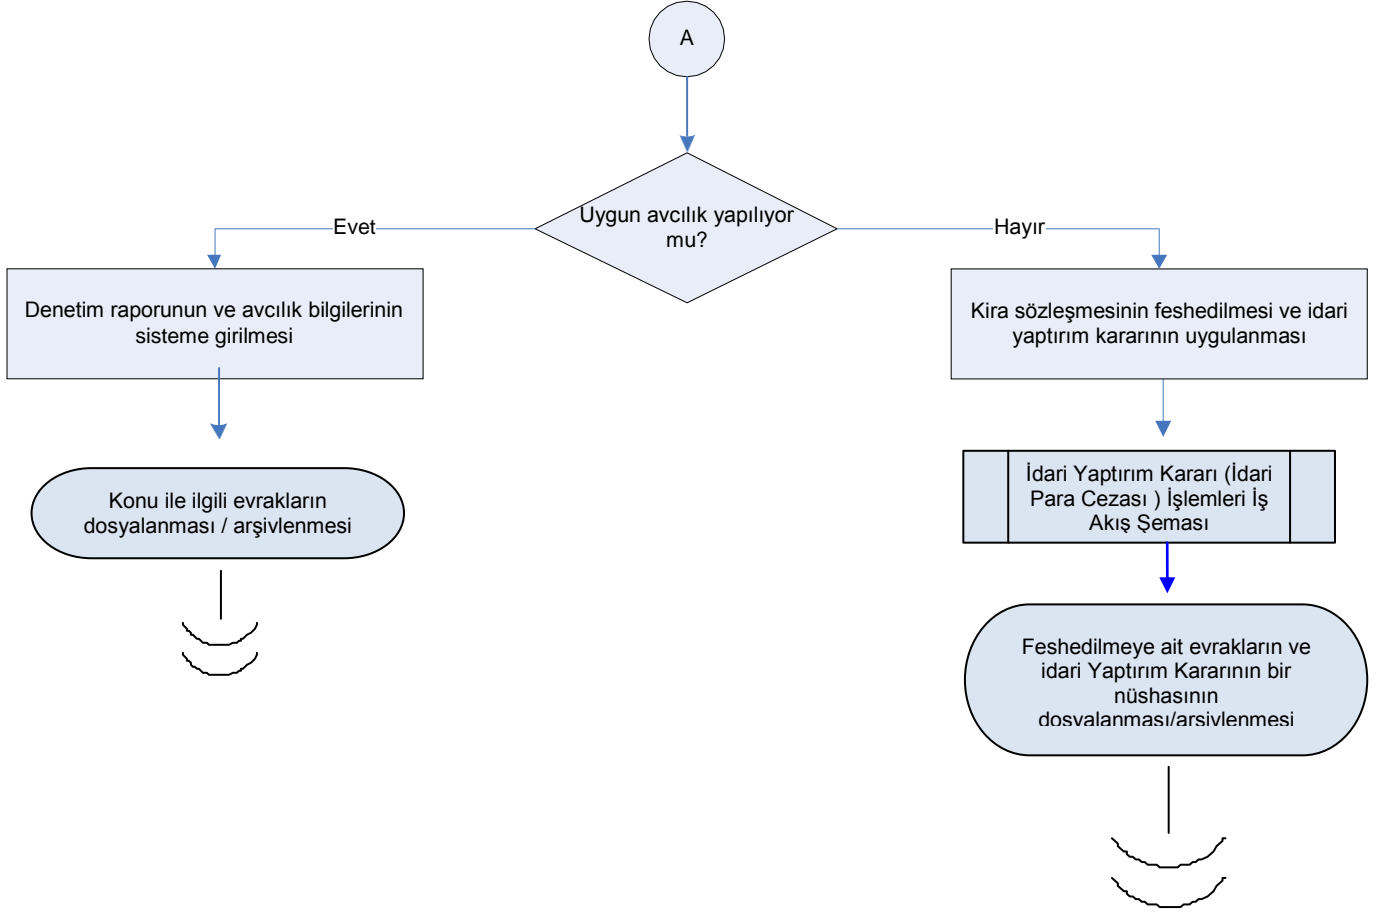 A
Uygun avcılık yapılıyor
mu?
Evet
Hayır
Denetim raporunun ve avcılık bilgilerinin
sisteme girilmesi
Kira sözleşmesinin feshedilmesi ve idari
yaptırım kararının uygulanması
Konu ile ilgili evrakların
dosyalanması / arşivlenmesi
İdari Yaptırım Kararı (İdari
Para Cezası ) İşlemleri İş
Akış Şeması
Feshedilmeye ait evrakların ve
idari Yaptırım Kararının bir
nüshasının
dosyalanması/arşivlenmesi